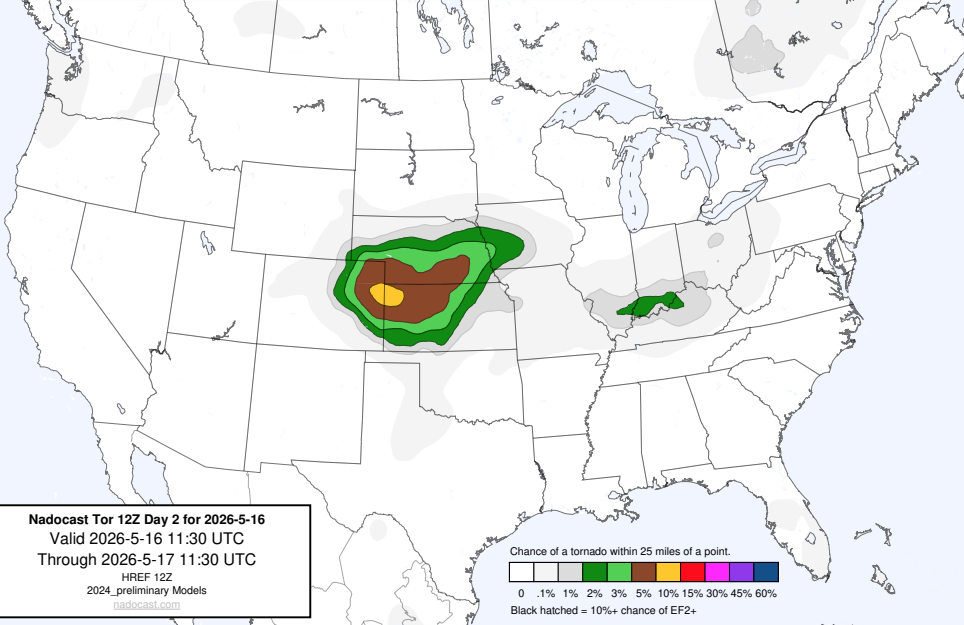 Nadocast Tor 12Z Day 2 for 2026-5-16
Valid 2026-5-16 11:30 UTC
Through 2026-5-17 11:30 UTC
HREF 12Z
2024_preliminary Models
nadocast.com
Chance of a tornado within 25 miles of a point.
0 .1% 1% 2% 3% 5% 10% 15% 30% 45% 60%
Black hatched = 10%+ chance of EF2+